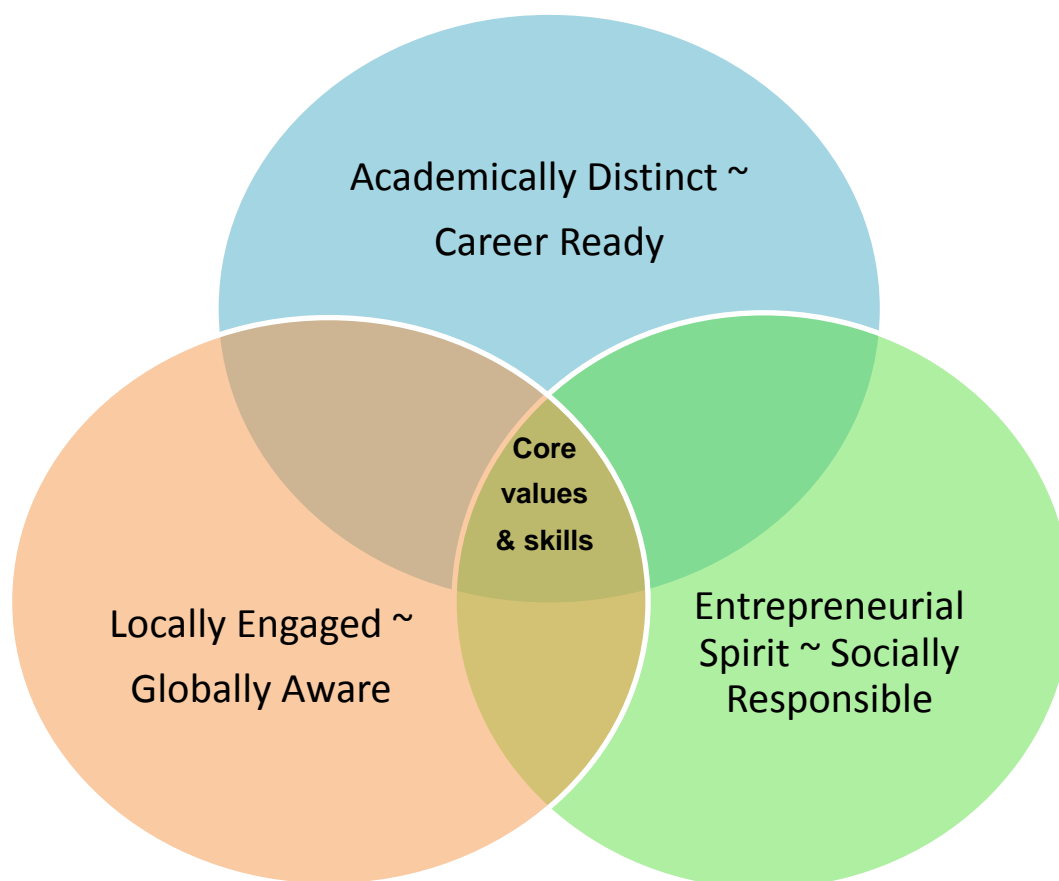 Academically Distinct ~
Career Ready
Core
values
& skills
Locally Engaged ~
Globally Aware
Entrepreneurial
Spirit ~ Socially
Responsible